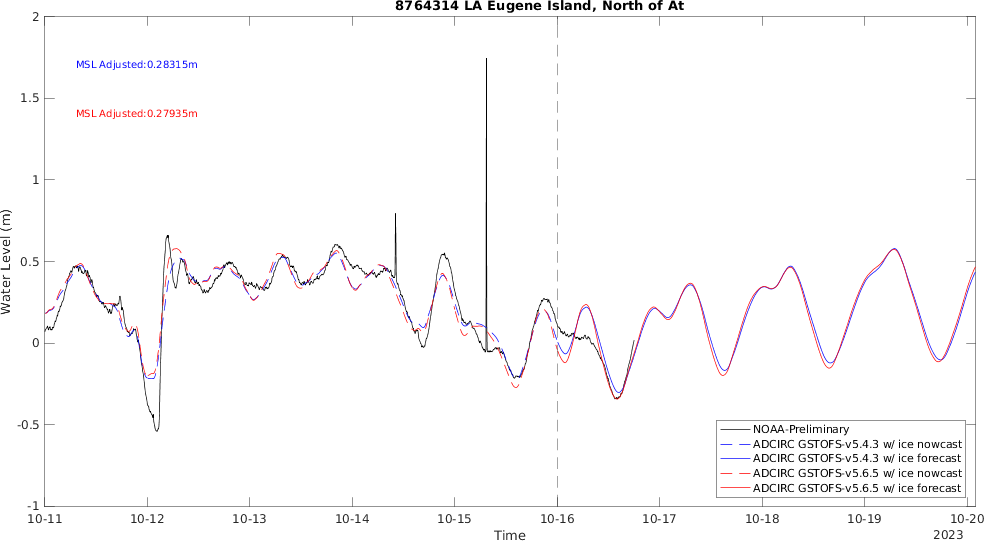 8764314 LA Eugene Island, North of At
MSL Adjusted:0.28315m
MSL Adjusted:0.27935m
Water Level (m)
2
1.5
1
0.5
0
-0.5
-1
10-11 10-12 10-13 10-14 10-15 10-16 10-17 10-18 10-19 10-20
Time
2023
NOAA-Preliminary
ADCIRC GSTOFS-v5.4.3 w/ ice nowcast
ADCIRC GSTOFS-v5.4.3 w/ ice forecast
ADCIRC GSTOFS-v5.6.5 w/ ice nowcast
ADCIRC GSTOFS-v5.6.5 w/ ice forecast